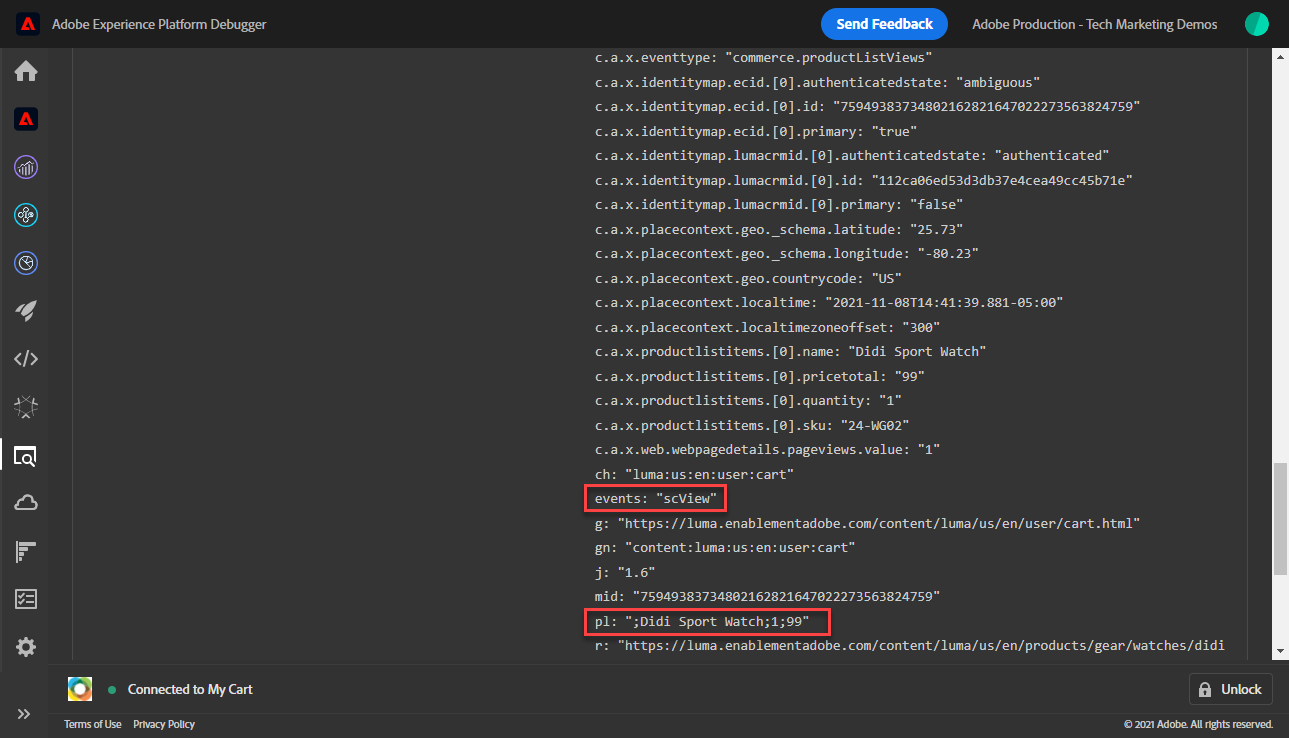 Adobe Experience Platform Debugger
Send Feedback
Adobe Production - Tech Marketing Demos
c.a.x.eventtype: "commerce.productListViews"
c.a.x.identitymap.ecid.[0].authenticatedstate: "ambiguous"
c.a.x.identitymap.ecid.[0].id: "75949383734802162821647022273563824759"
c.a.x.identitymap.ecid.[0].primary: "true"
c.a.x.identitymap.lumacrmid.[0].authenticatedstate: "authenticated"
c.a.x.identitymap.lumacrmid.[0].id: "112ca06ed53d3db37e4cea49cc45b71e"
c.a.x.identitymap.lumacrmid.[0].primary: "false"
c.a.x.placecontext.geo._schema.latitude: "25.73"
c.a.x.placecontext.geo._schema.longitude: "-80.23"
c.a.x.placecontext.geo.countrycode: "US"
c.a.x.placecontext.localtime: "2021-11-08T14:41:39.881-05:00"
c.a.x.placecontext.localtimezoneoffset: "300"
c.a.x.productlistitems.[0].name: "Didi Sport Watch"
c.a.x.productlistitems.[0].pricetotal: "99"
c.a.x.productlistitems.[0].quantity: "1"
c.a.x.productlistitems.[0].sku: "24-WG02"
c.a.x.web.webpagedetails.pageviews.value: "1"
ch: "luma:us:en:user:cart"
events: "scView"
g: "https://luma.enablementadobe.com/content/luma/us/en/user/cart.html"
gn: "content:luma:us:en:user:cart"
j: "1.6"
mid: "75949383734802162821647022273563824759"
pl: ";Didi Sport Watch;1;99"
r: "https://luma.enablementadobe.com/content/luma/us/en/products/gear/watches/didi
Connected to My Cart
Unlock
Terms of Use Privacy Policy
© 2021 Adobe. All rights reserved.